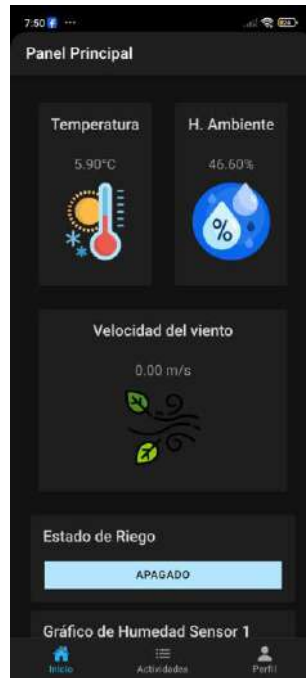 7:50
Panel Principal
Temperatura
5.90°C
H. Ambiente
46.60%
%
Velocidad del viento
0.00 m/s
Estado de Riego
APAGADO
Gráfico de Humedad Sensor 1
Inicio
Actividades
Perfil